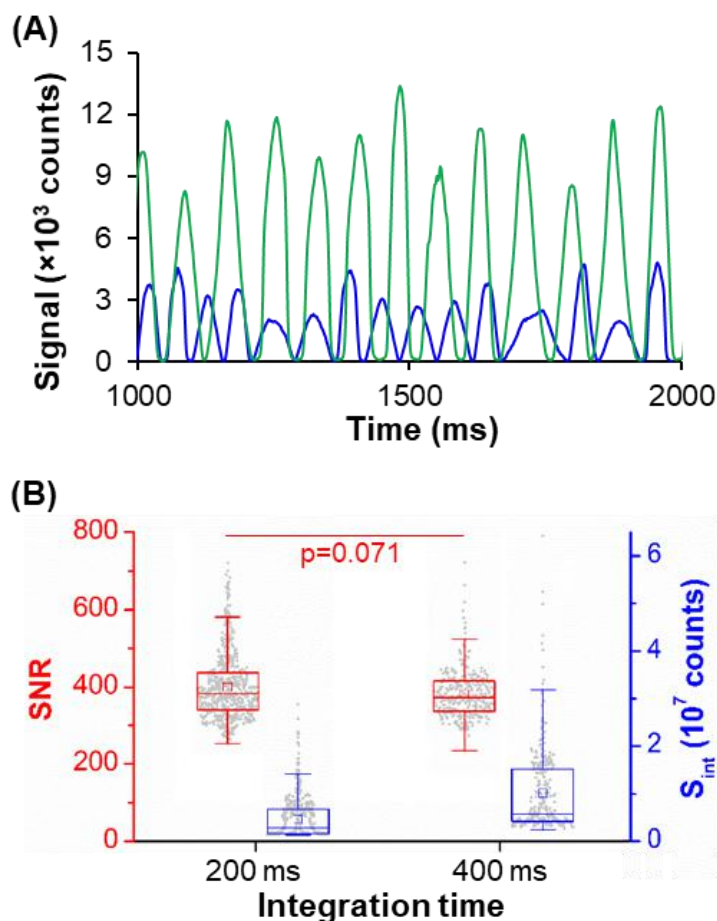 (A)
Signal (×10³ counts)
15
12
9
6
3
0
1000
1500
2000
Time (ms)
(B)
SNR
800
600
400
200
0
p=0.071
6
4
2
0
S_int (10⁷ counts)
200 ms
400 ms
Integration time